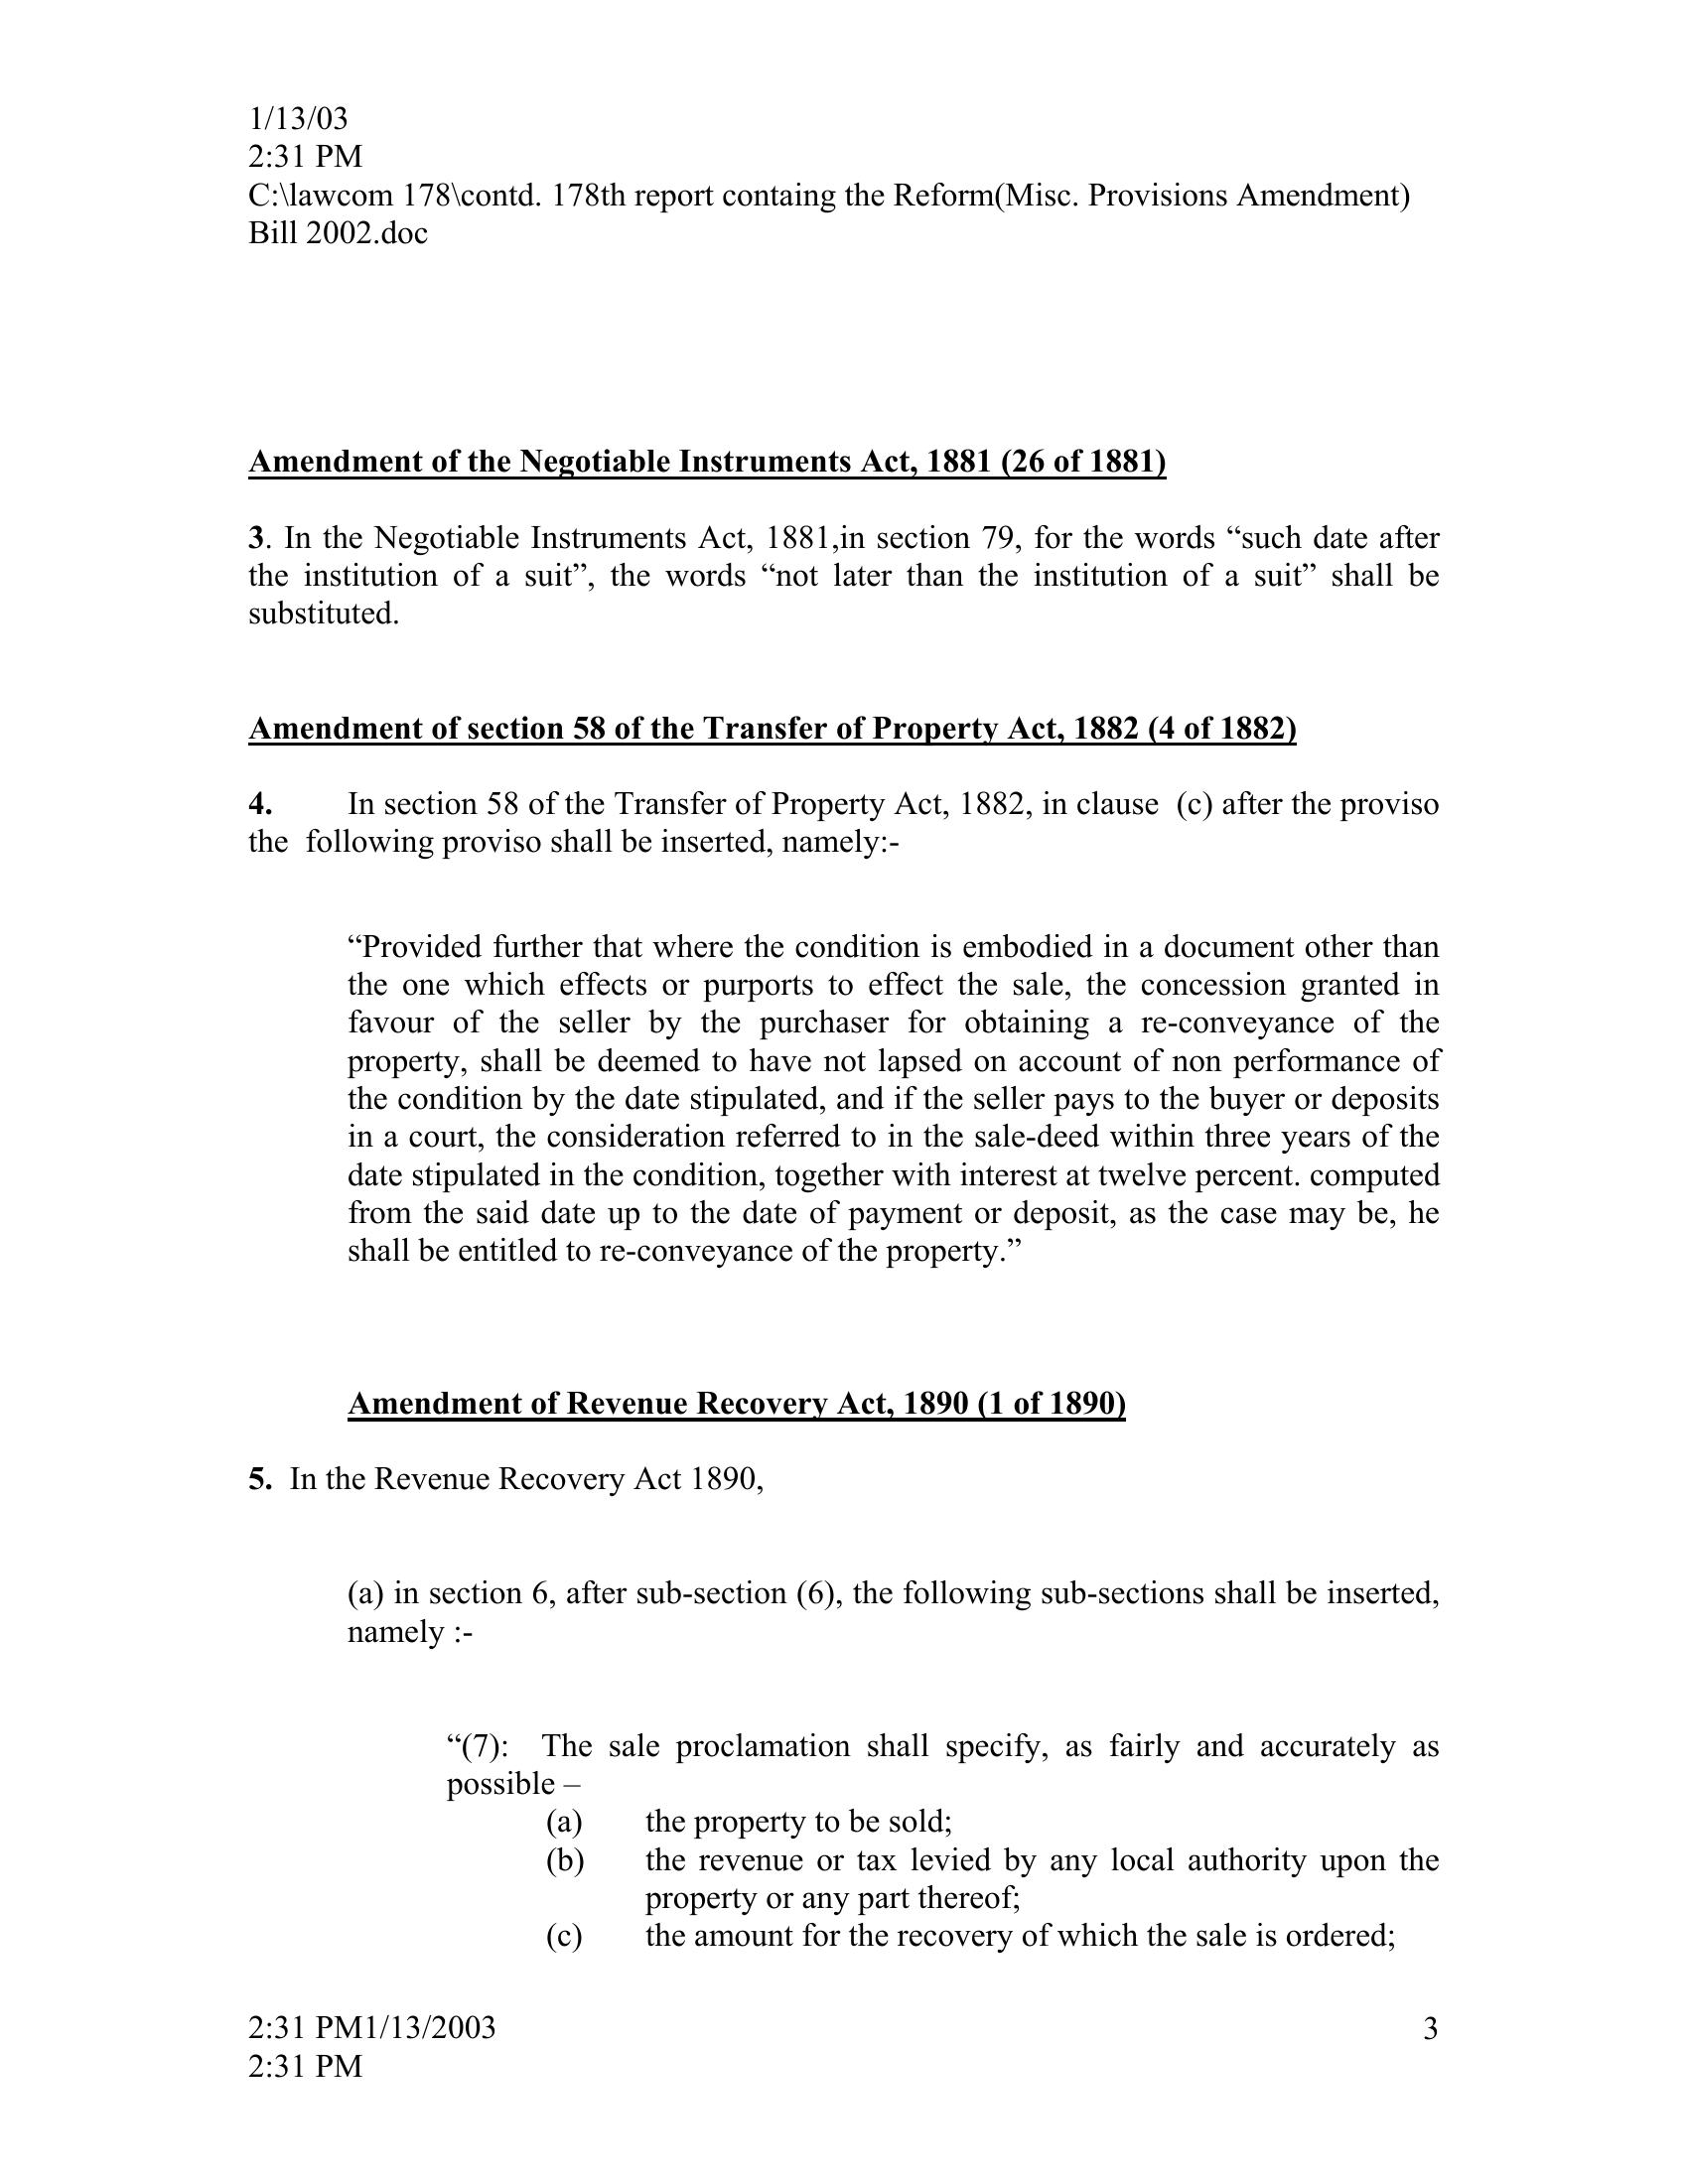 1/13/03
2:31 PM
C:\lawcom 178\contd. 178th report containg the Reform(Misc. Provisions Amendment)
Bill 2002.doc
Amendment of the Negotiable Instruments Act, 1881 (26 of 1881)
3. In the Negotiable Instruments Act, 1881,in section 79, for the words “such date after
the institution of a suit”, the words “not later than the institution of a suit” shall be
substituted.
Amendment of section 58 of the Transfer of Property Act, 1882 (4 of 1882)
4. In section 58 of the Transfer of Property Act, 1882, in clause (c) after the proviso
the following proviso shall be inserted, namely:-
“Provided further that where the condition is embodied in a document other than
the one which effects or purports to effect the sale, the concession granted in
favour of the seller by the purchaser for obtaining a re-conveyance of the
property, shall be deemed to have not lapsed on account of non performance of
the condition by the date stipulated, and if the seller pays to the buyer or deposits
in a court, the consideration referred to in the sale-deed within three years of the
date stipulated in the condition, together with interest at twelve percent. computed
from the said date up to the date of payment or deposit, as the case may be, he
shall be entitled to re-conveyance of the property.”
Amendment of Revenue Recovery Act, 1890 (1 of 1890)
5. In the Revenue Recovery Act 1890,
(a) in section 6, after sub-section (6), the following sub-sections shall be inserted,
namely :-
“(7): The sale proclamation shall specify, as fairly and accurately as
possible –
(a) the property to be sold;
(b) the revenue or tax levied by any local authority upon the
property or any part thereof;
(c) the amount for the recovery of which the sale is ordered;
2:31 PM1/13/2003 3
2:31 PM